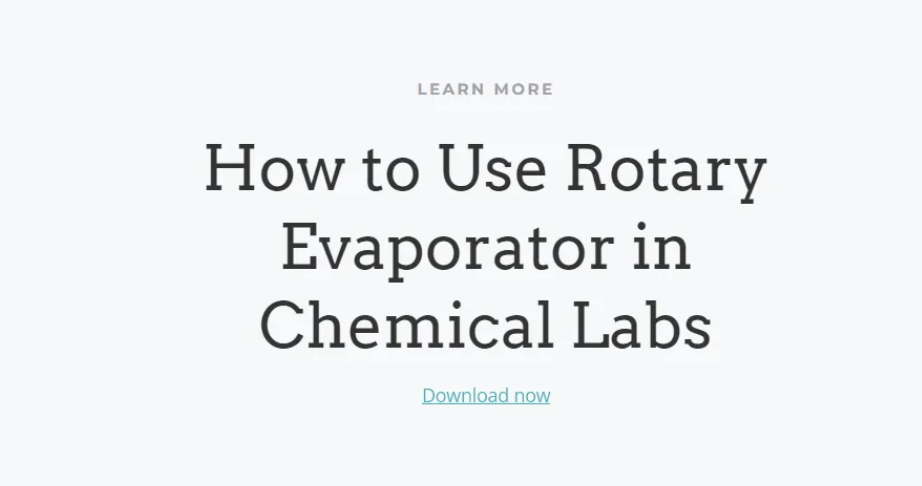 LEARN MORE
How to Use Rotary
Evaporator in
Chemical Labs
Download now